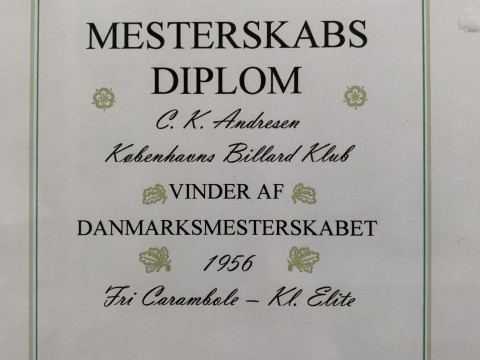 MESTERSKABS
DIPLOM
C. K. Andresen
Københavns Billard Klub
VINDER AF
DANMARKSMESTERSKABET
1956
Fri Carambole – Kl. Elite